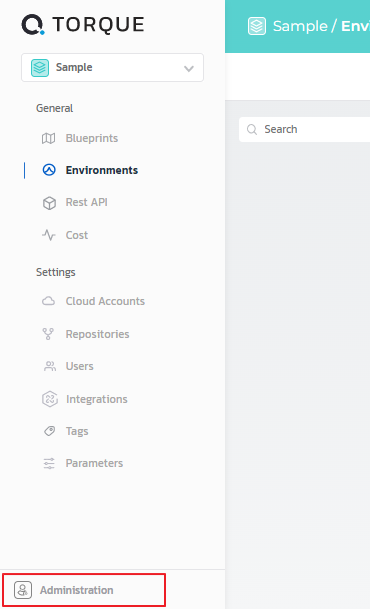 TORQUE
Sample / Envi
Sample
General
Search
Blueprints
Environments
Rest API
Cost
Settings
Cloud Accounts
Repositories
Users
Integrations
Tags
Parameters
Administration